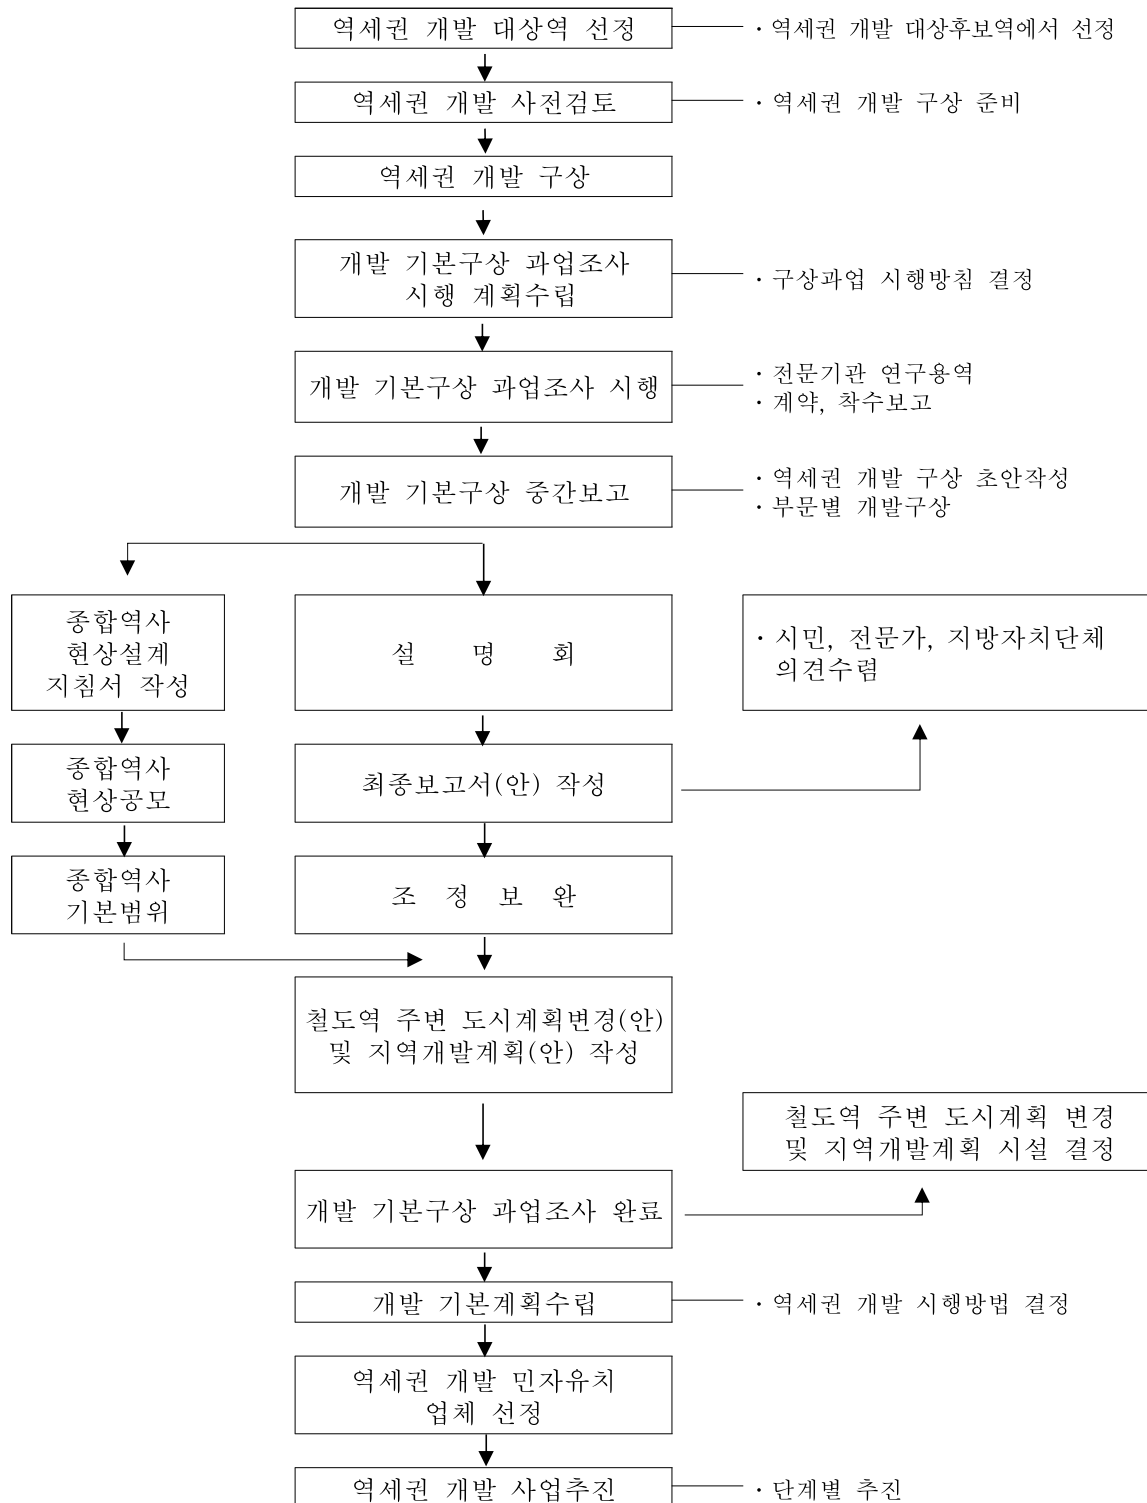 역세권 개발 대상역 선정
· 역세권 개발 대상후보역에서 선정
역세권 개발 사전검토
· 역세권 개발 구상 준비
역세권 개발 구상
개발 기본구상 과업조사
시행 계획수립
· 구상과업 시행방침 결정
개발 기본구상 과업조사 시행
· 전문기관 연구용역
· 계약, 착수보고
개발 기본구상 중간보고
· 역세권 개발 구상 초안작성
· 부문별 개발구상
종합역사
현상설계
지침서 작성
설 명 회
· 시민, 전문가, 지방자치단체
의견수렴
종합역사
현상공모
최종보고서(안) 작성
종합역사
기본범위
조 정 보 완
철도역 주변 도시계획변경(안)
및 지역개발계획(안) 작성
철도역 주변 도시계획 변경
및 지역개발계획 시설 결정
개발 기본구상 과업조사 완료
개발 기본계획수립
· 역세권 개발 시행방법 결정
역세권 개발 민자유치
업체 선정
역세권 개발 사업추진
· 단계별 추진